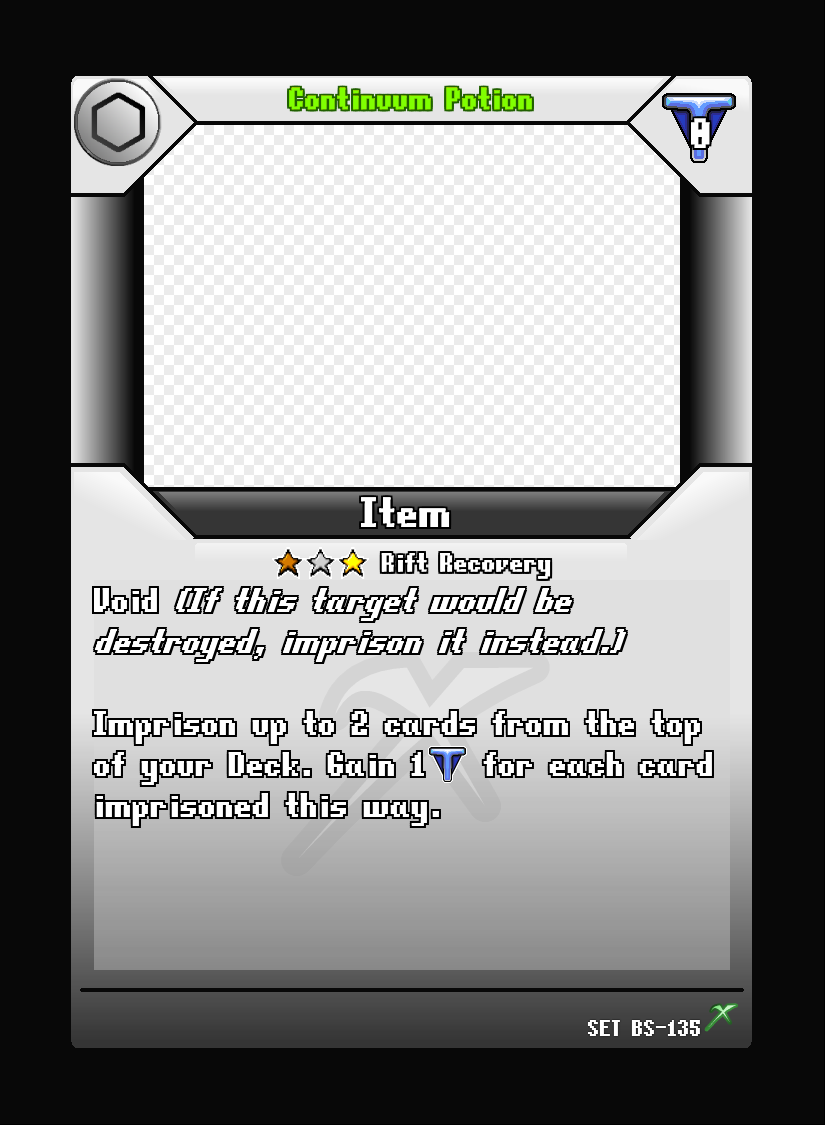 Continuum Potion
0
Item
Rift Recovery
Void (If this target would be
destroyed, imprison it instead.)
Imprison up to 2 cards from the top
of your Deck. Gain 1 for each card
imprisoned this way.
SET BS-135